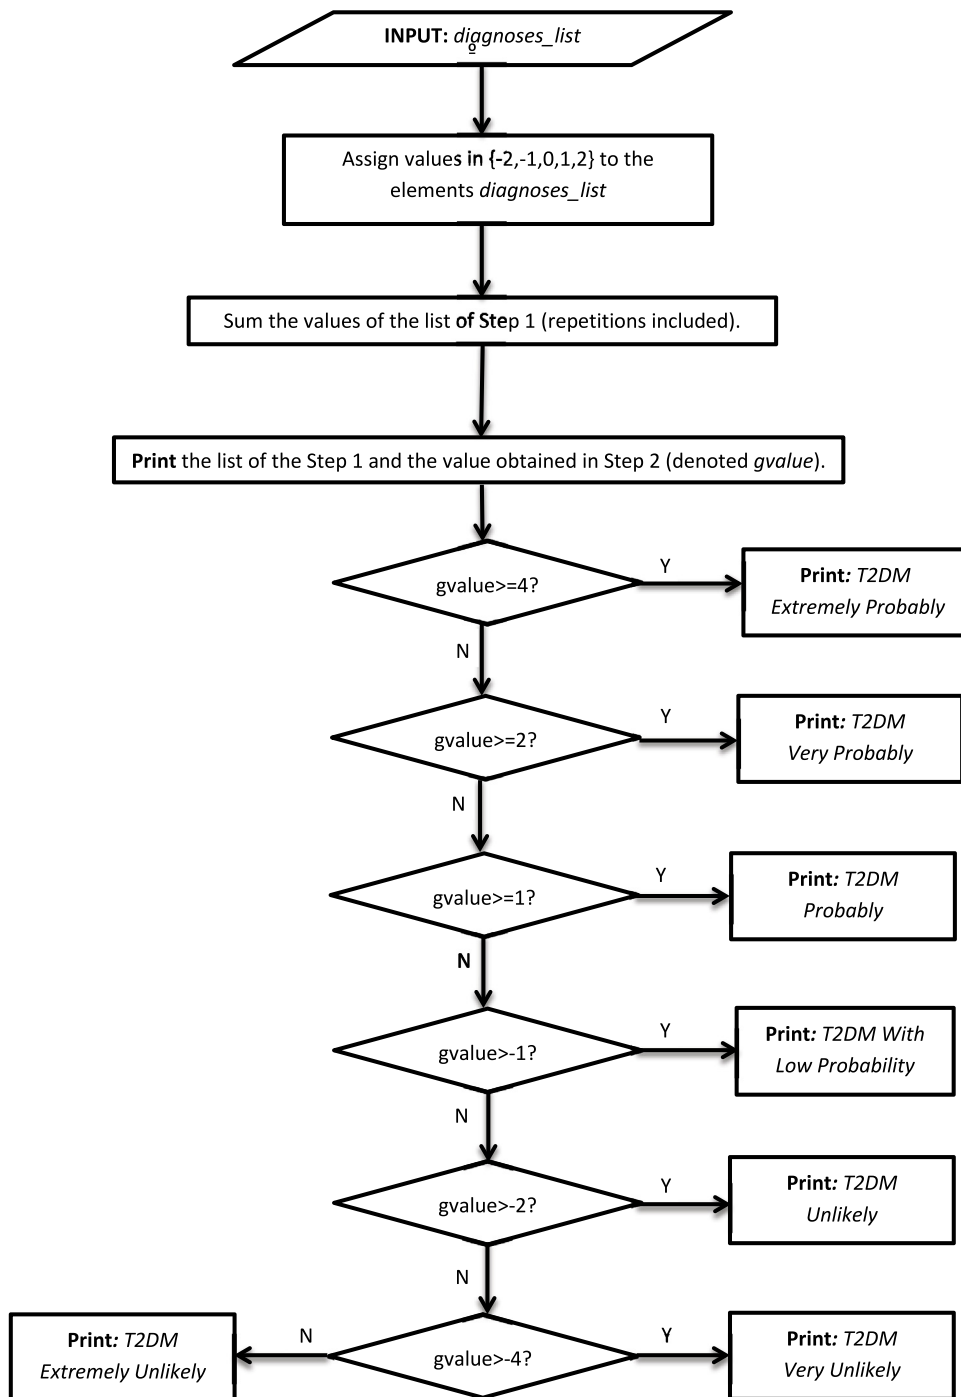 INPUT: diagnoses_list
º
Assign values in {-2,-1,0,1,2} to the
elements diagnoses_list
Sum the values of the list of Step 1 (repetitions included).
Print the list of the Step 1 and the value obtained in Step 2 (denoted gvalue).
gvalue>=4?
Y
Print: T2DM
Extremely Probably
N
gvalue>=2?
Y
Print: T2DM
Very Probably
N
gvalue>=1?
Y
Print: T2DM
Probably
N
gvalue>-1?
Y
Print: T2DM With
Low Probability
N
gvalue>-2?
Y
Print: T2DM
Unlikely
N
Print: T2DM
Extremely Unlikely
N
gvalue>-4?
Y
Print: T2DM
Very Unlikely